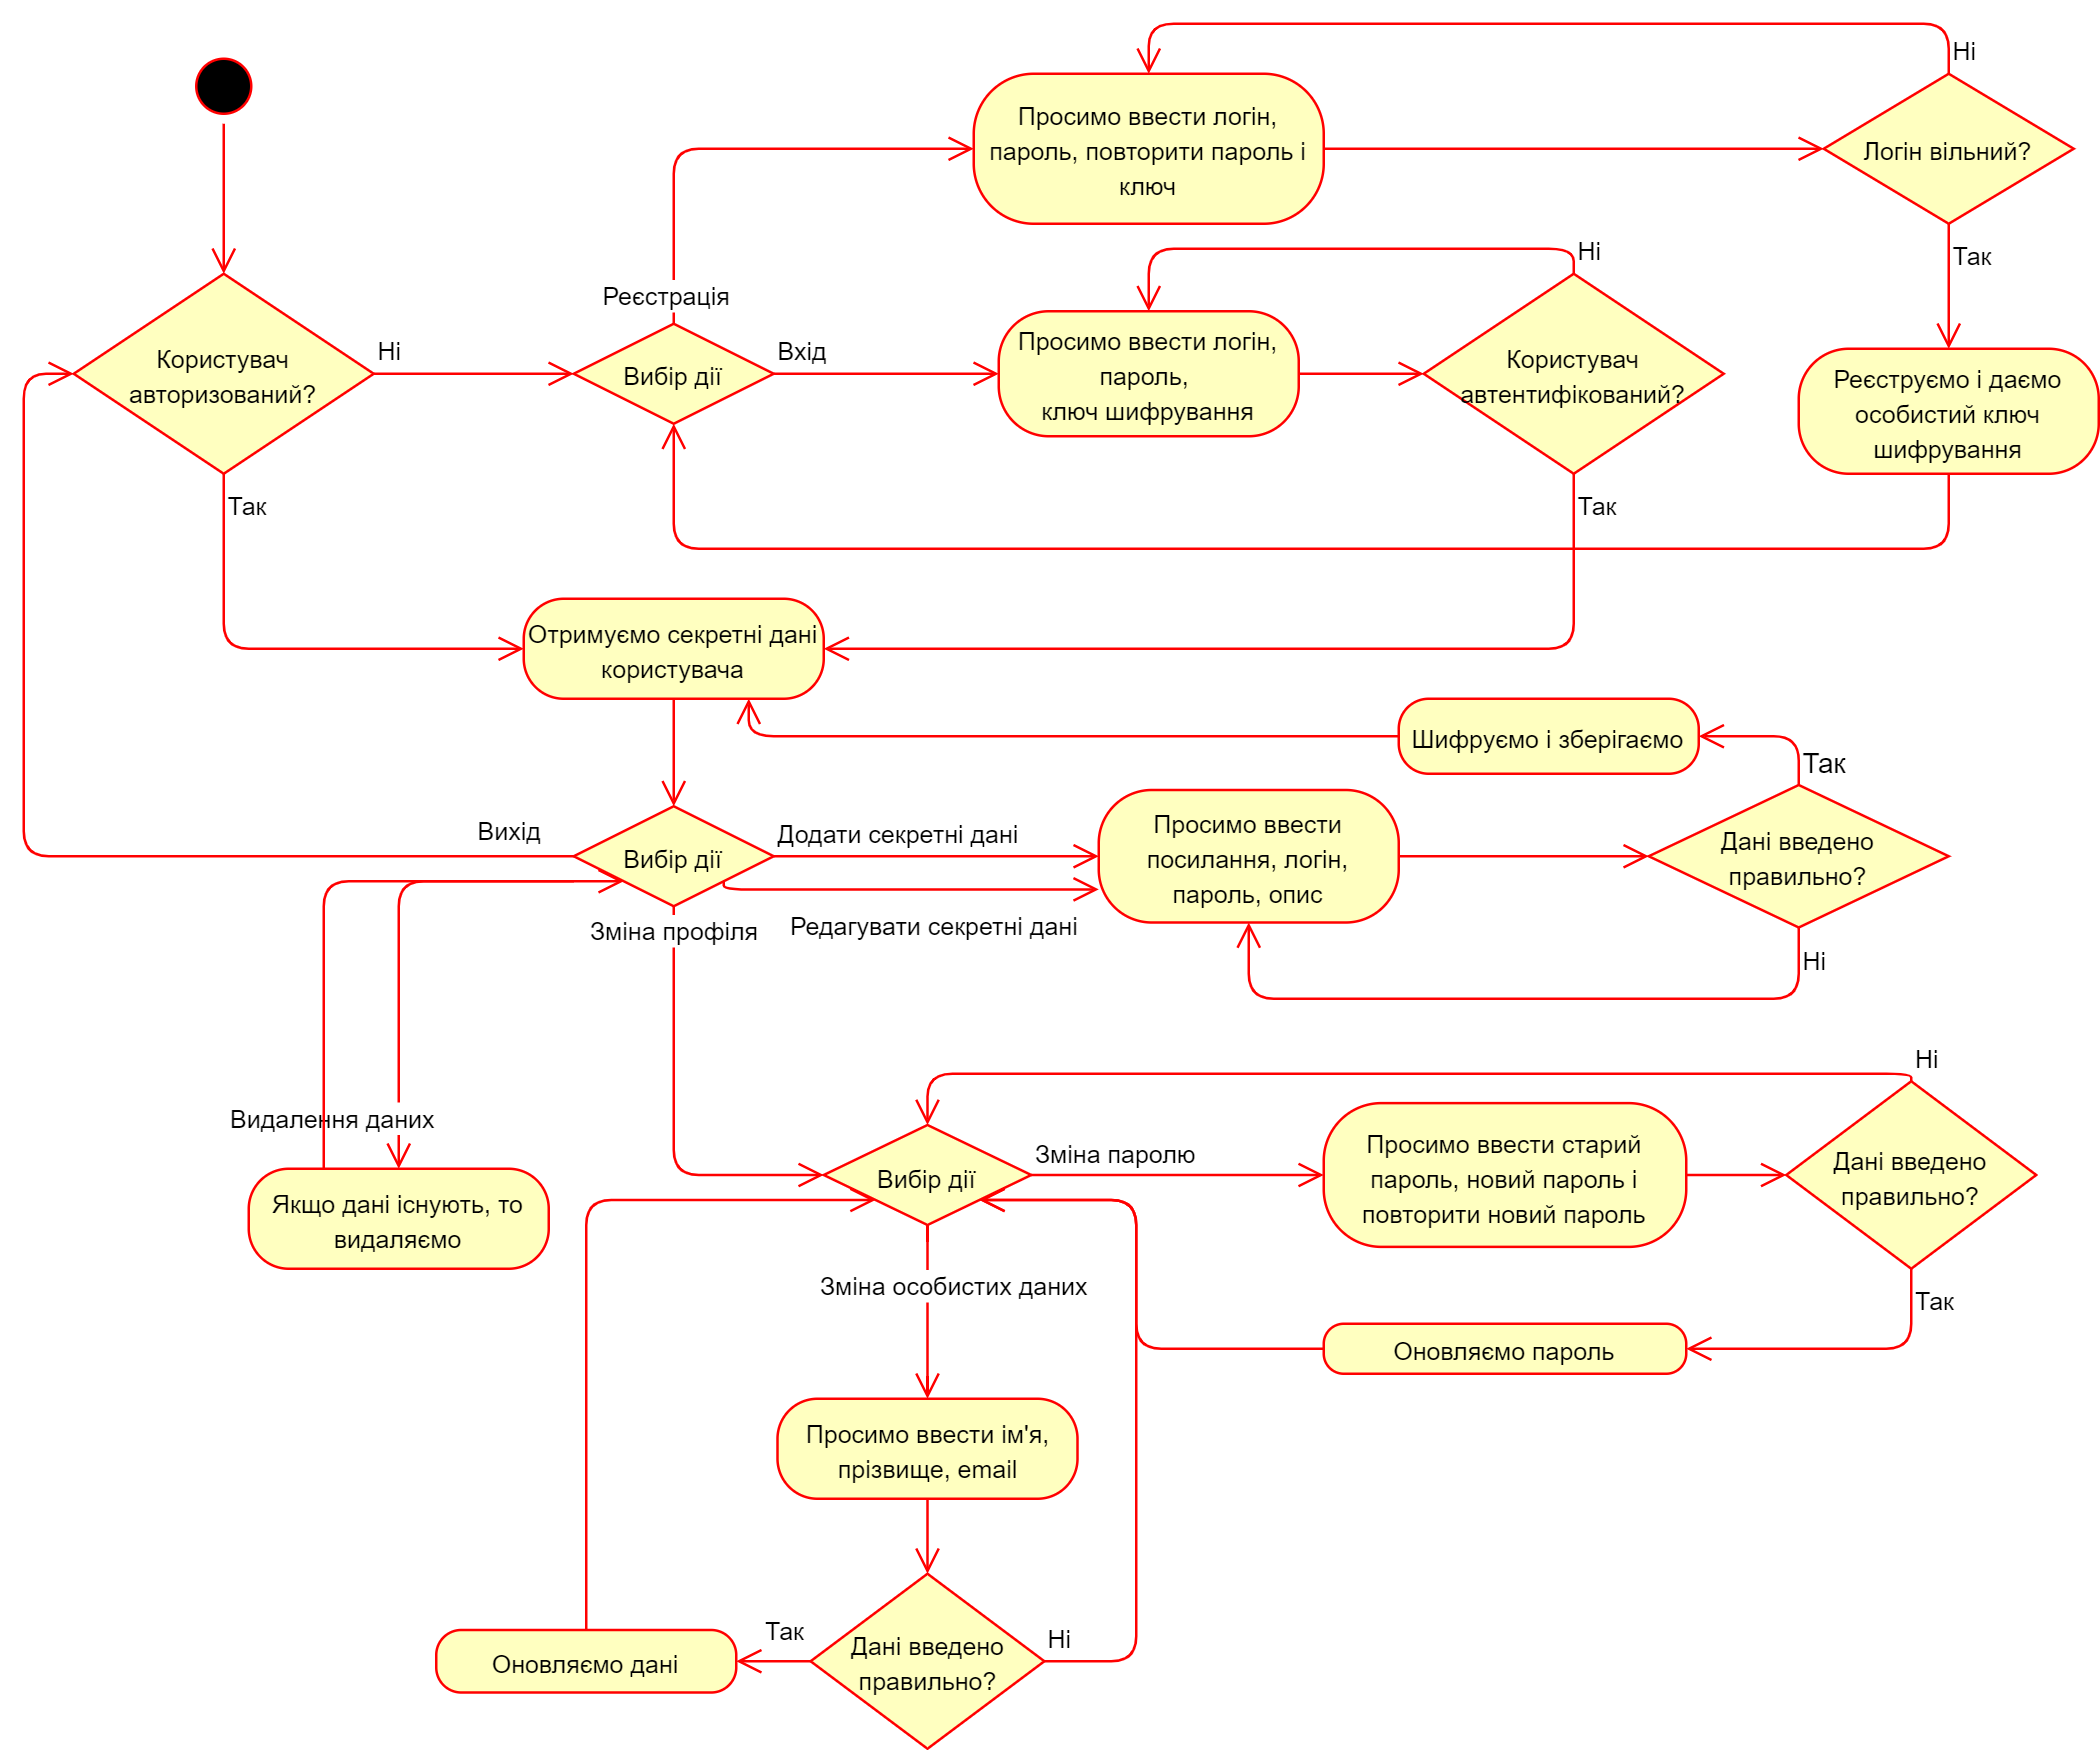 Ні
Просимо ввести логін,
пароль, повторити пароль і
ключ
Логін вільний?
Так
Ні
Реєстрація
Користувач
авторизований?
Ні
Вибір дії
Вхід
Просимо ввести логін,
пароль,
ключ шифрування
Користувач
автентифікований?
Реєструємо і даємо
особистий ключ
шифрування
Так
Так
Отримуємо секретні дані
користувача
Шифруємо і зберігаємо
Так
Вихід
Вибір дії
Додати секретні дані
Просимо ввести
посилання, логін,
пароль, опис
Дані введено
правильно?
Зміна профіля
Редагувати секретні дані
Ні
Ні
Видалення даних
Якщо дані існують, то
видаляємо
Вибір дії
Зміна паролю
Просимо ввести старий
пароль, новий пароль і
повторити новий пароль
Дані введено
правильно?
Зміна особистих даних
Так
Оновляємо пароль
Просимо ввести ім'я,
прізвище, email
Так
Ні
Оновляємо дані
Дані введено
правильно?